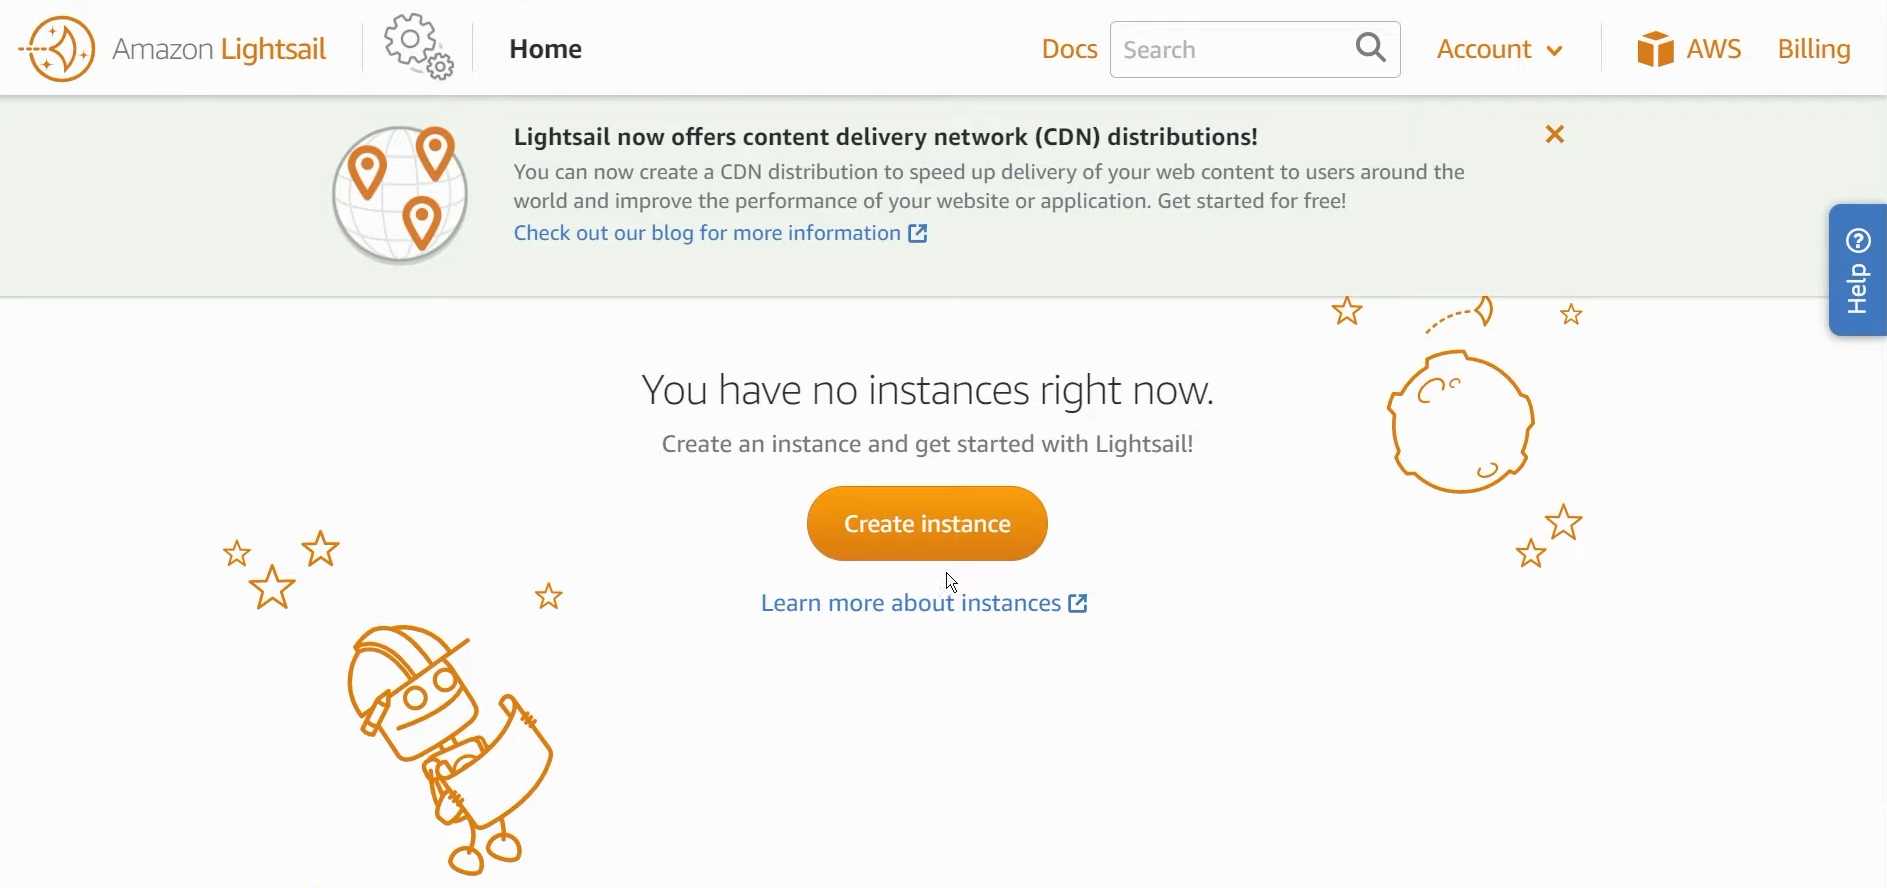 Amazon Lightsail
Home
Docs
Search
Account
AWS
Billing
Lightsail now offers content delivery network (CDN) distributions!
You can now create a CDN distribution to speed up delivery of your web content to users around the
world and improve the performance of your website or application. Get started for free!
Check out our blog for more information
Help
You have no instances right now.
Create an instance and get started with Lightsail!
Create instance
Learn more about instances